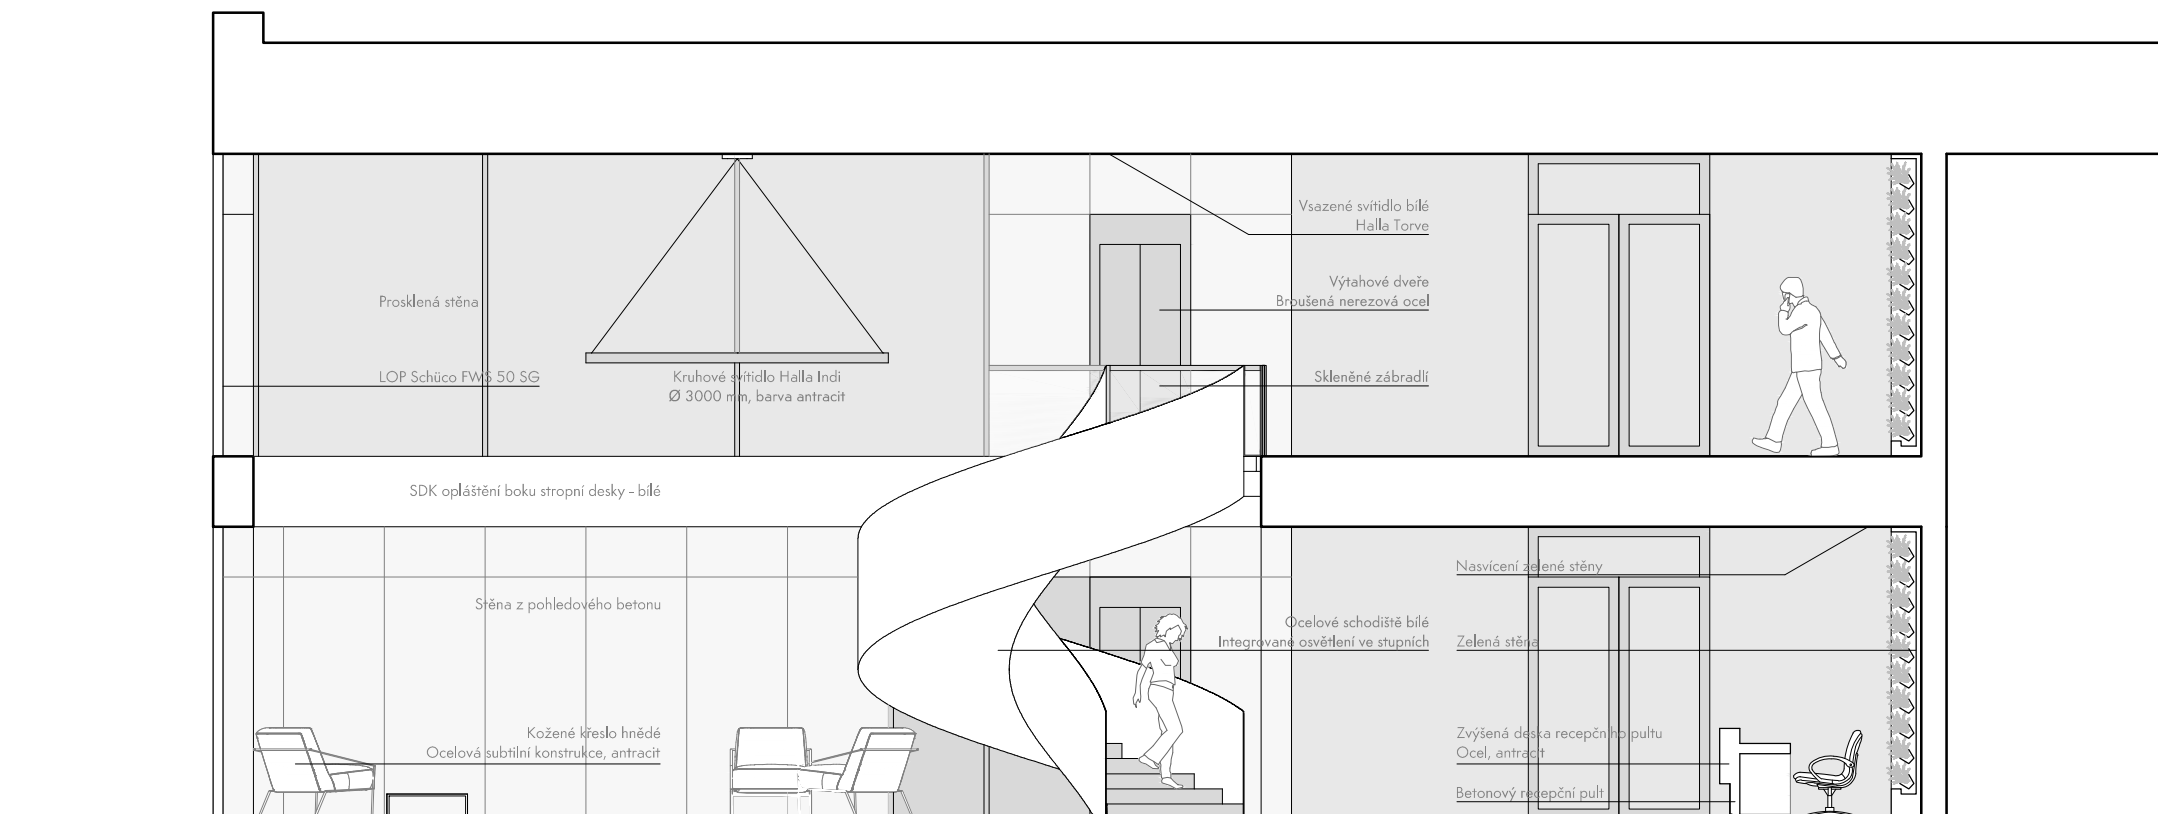 Vsazené svítidlo bílé
Halla Torve
Výtahové dveře
Broušená nerezová ocel
Prosklená stěna
LOP Schüco FWS 50 SG
Kruhové svítidlo Halla Indi
Ø 3000 mm, barva antracit
Skleněné zábradlí
SDK opláštění boku stropní desky - bílé
Nasvícení zelené stěny
Stěna z pohledového betonu
Ocelové schodiště bílé
Integrované osvětlení ve stupních
Zelená stěna
Kožené křeslo hnědé
Ocelová subtilní konstrukce, antracit
Zvýšená deska recepčního pultu
Ocel, antracit
Betonový recepční pult